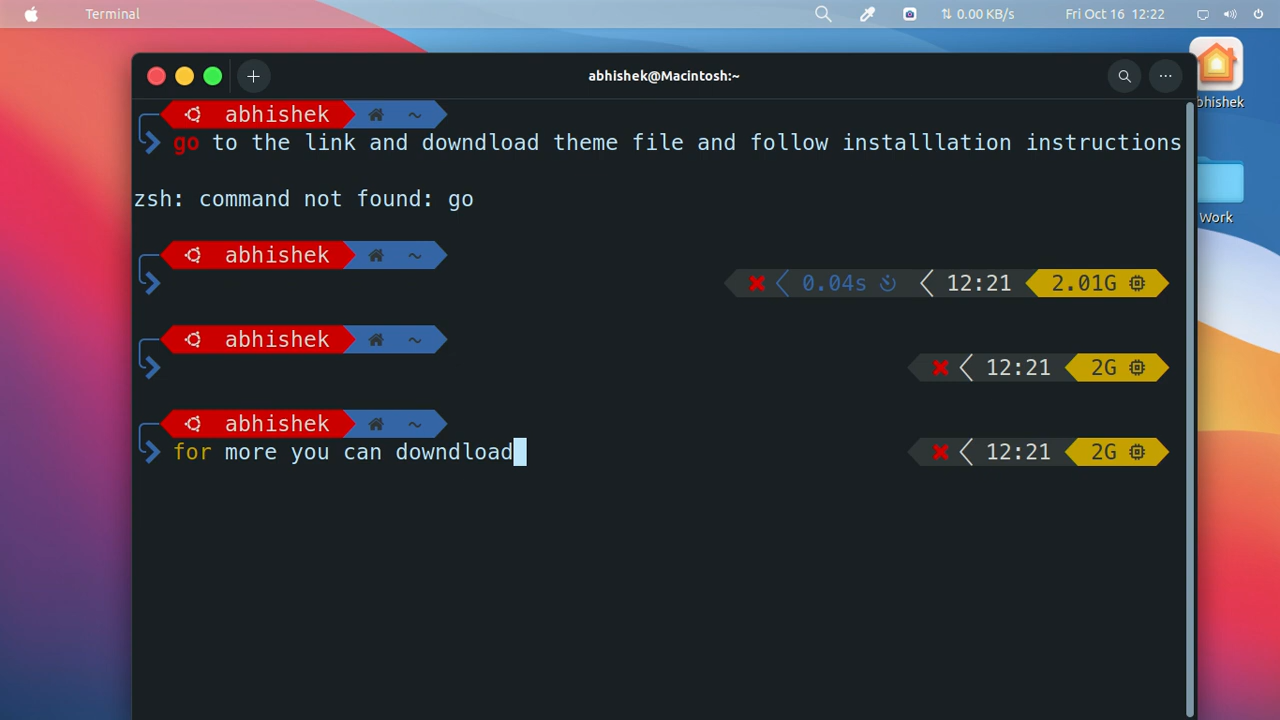 Terminal
0.00 KB/s
Fri Oct 16 12:22
abhishek@Macintosh:~
bhishek
abhishek ~
go to the link and downdload theme file and follow installlation instructions
zsh: command not found: go
Work
abhishek ~
0.04s 12:21 2.01G
abhishek ~
12:21 2G
abhishek ~
for more you can downdload 12:21 2G